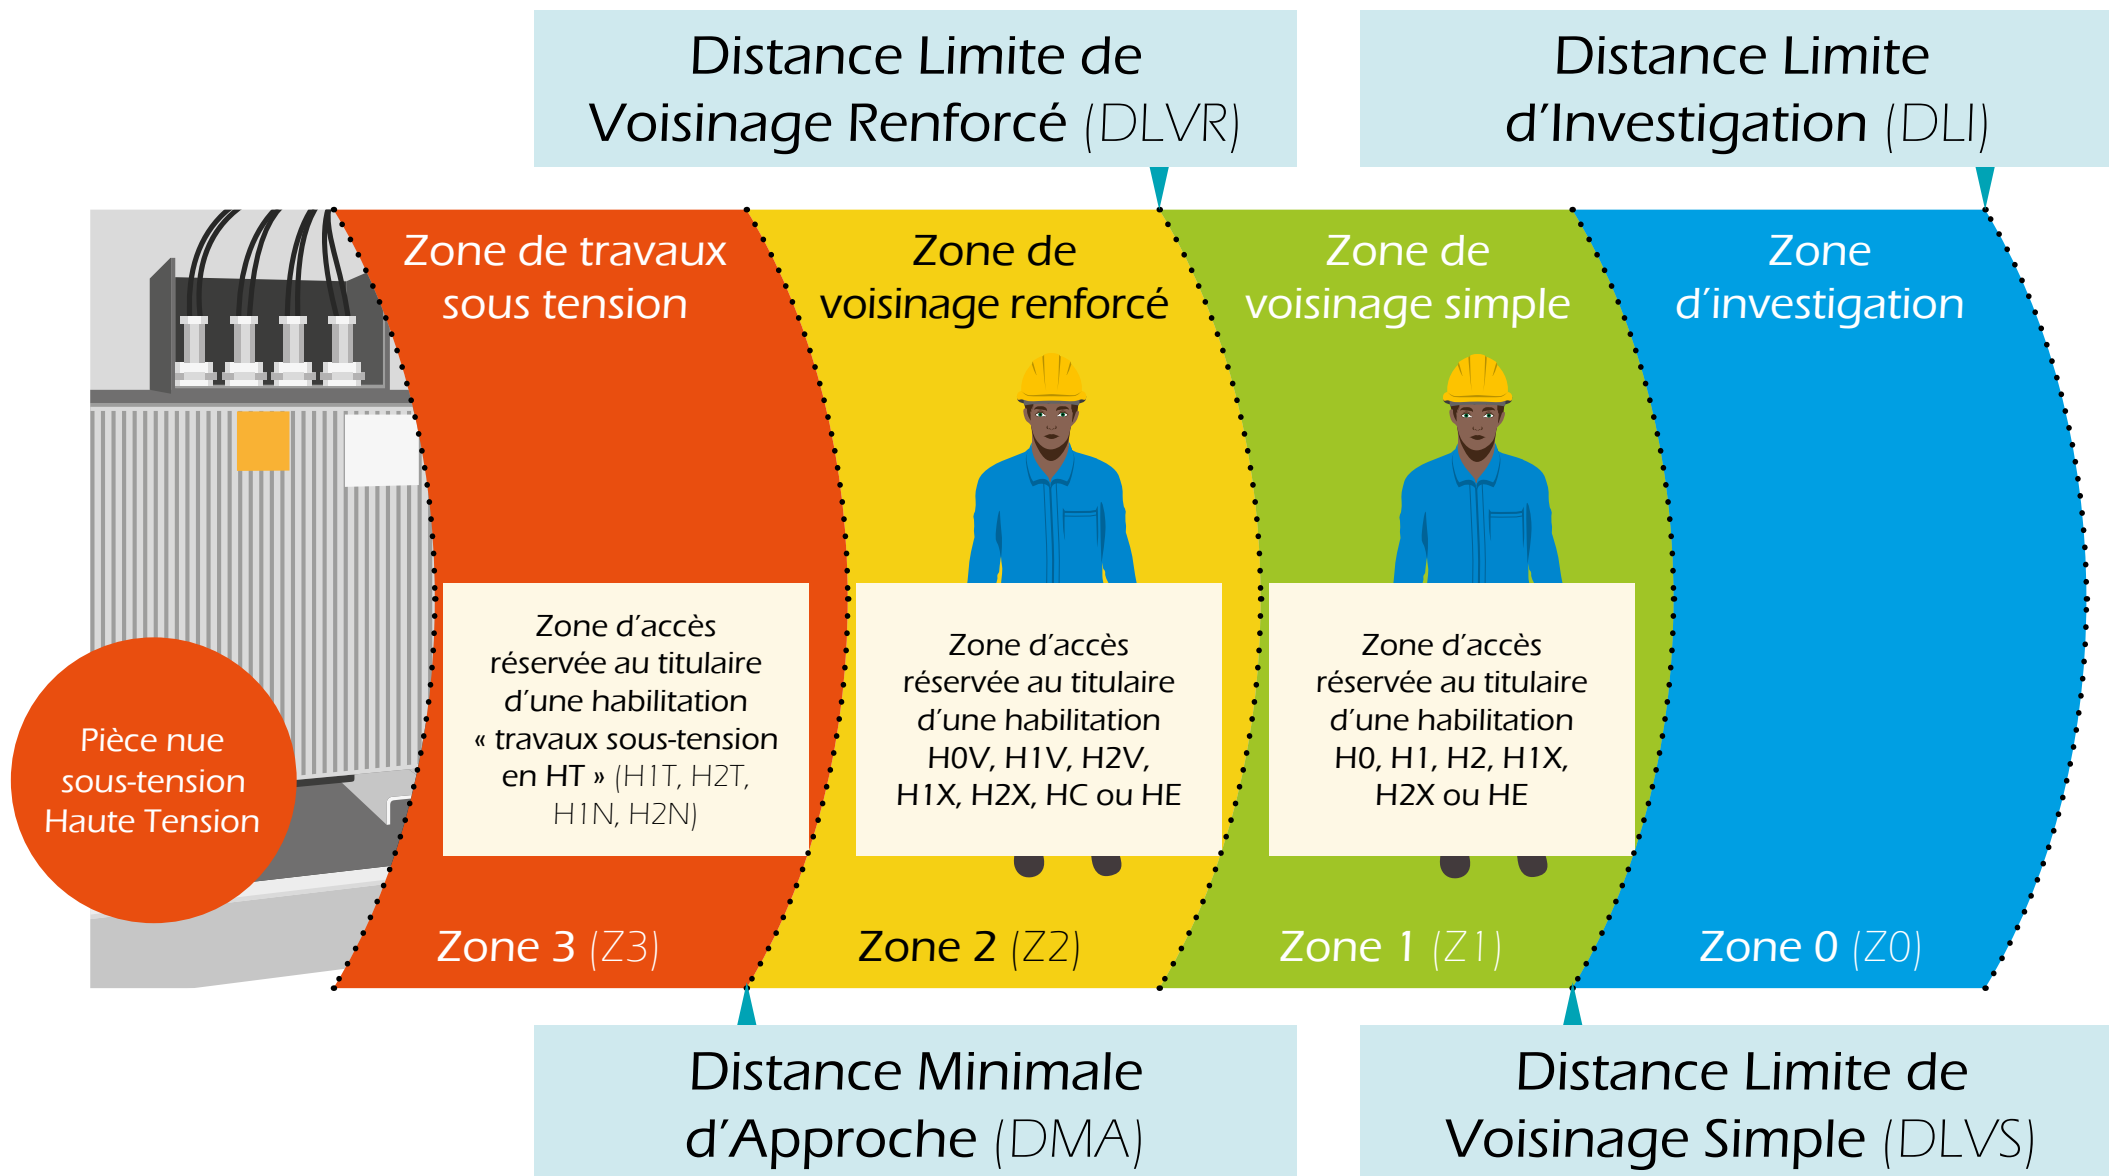 Distance Limite de
Voisinage Renforcé (DLVR)
Distance Limite
d'Investigation (DLI)
Zone de travaux
sous tension
Zone de
voisinage renforcé
Zone de
voisinage simple
Zone
d'investigation
Pièce nue
sous-tension
Haute Tension
Zone d'accès
réservée au titulaire
d'une habilitation
« travaux sous-tension
en HT » (H1T, H2T,
H1N, H2N)
Zone d'accès
réservée au titulaire
d'une habilitation
H0V, H1V, H2V,
H1X, H2X, HC ou HE
Zone d'accès
réservée au titulaire
d'une habilitation
H0, H1, H2, H1X,
H2X ou HE
Zone 3 (Z3)
Zone 2 (Z2)
Zone 1 (Z1)
Zone 0 (Z0)
Distance Minimale
d'Approche (DMA)
Distance Limite de
Voisinage Simple (DLVS)